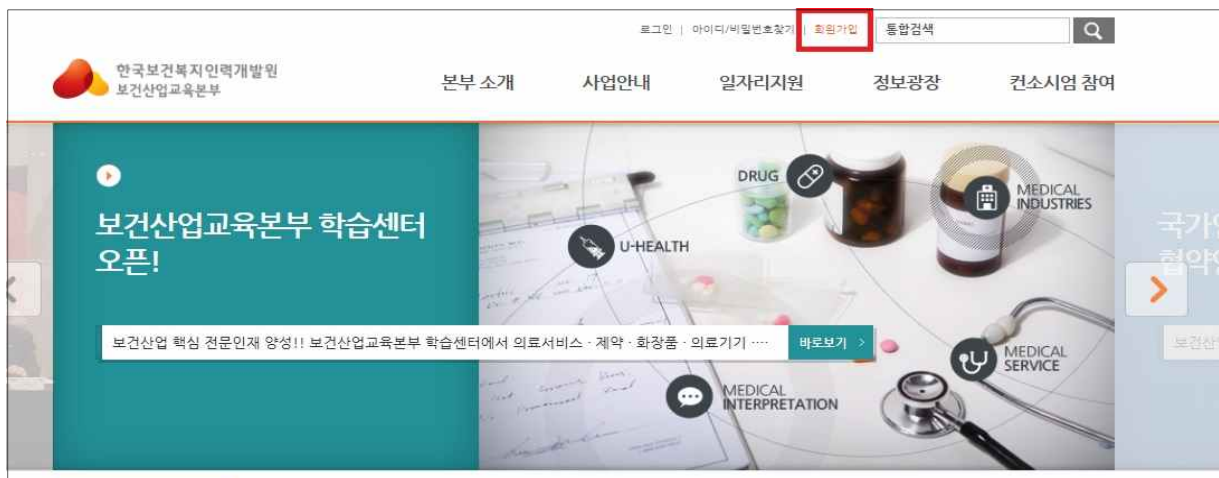 로그인 | 아이디/비밀번호찾기 | 회원가입 통합검색
한국보건복지인력개발원
보건산업교육본부
본부 소개 사업안내 일자리지원 정보광장 컨소시엄 참여
보건산업교육본부 학습센터
오픈!
보건산업 핵심 전문인재 양성!! 보건산업교육본부 학습센터에서 의료서비스 · 제약 · 화장품 · 의료기기 ···· 바로보기 >
DRUG
MEDICAL
INDUSTRIES
U-HEALTH
MEDICAL
SERVICE
MEDICAL
INTERPRETATION
보건산